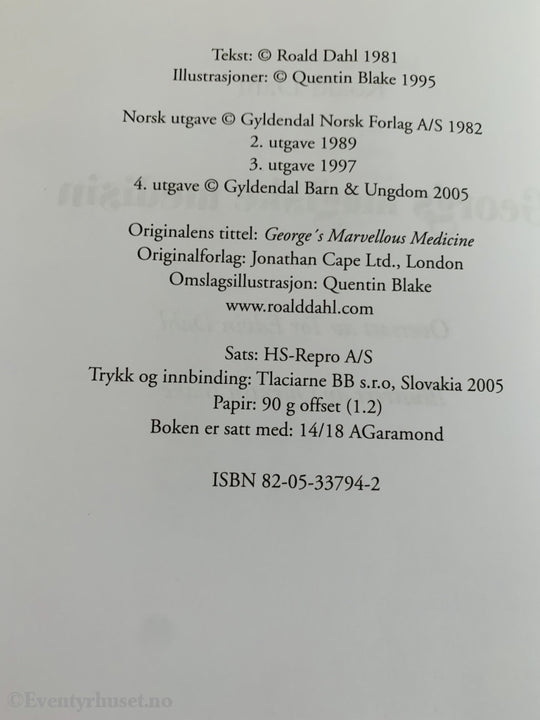 Tekst: © Roald Dahl 1981
Illustrasjoner: © Quentin Blake 1995
Norsk utgave © Gyldendal Norsk Forlag A/S 1982
2. utgave 1989
3. utgave 1997
4. utgave © Gyldendal Barn & Ungdom 2005
Originalens tittel: George´s Marvellous Medicine
Originalforlag: Jonathan Cape Ltd., London
Omslagsillustrasjon: Quentin Blake
www.roalddahl.com
Sats: HS-Repro A/S
Trykk og innbinding: Tlaciarne BB s.r.o, Slovakia 2005
Papir: 90 g offset (1.2)
Boken er satt med: 14/18 AGaramond
ISBN 82-05-33794-2
©Eventyrhuset.no